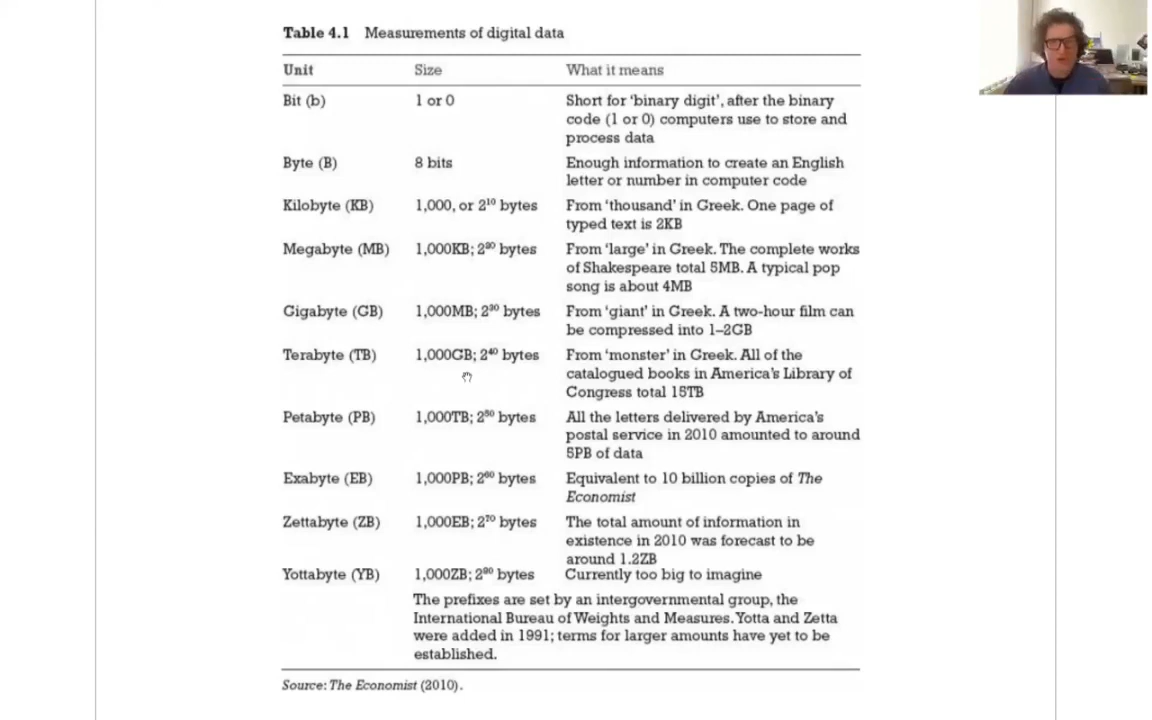 Table 4.1 Measurements of digital data
Unit Size What it means
Bit (b) 1 or 0 Short for ‘binary digit’, after the binary
code (1 or 0) computers use to store and
process data
Byte (B) 8 bits Enough information to create an English
letter or number in computer code
Kilobyte (KB) 1,000, or 2¹⁰ bytes From ‘thousand’ in Greek. One page of
typed text is 2KB
Megabyte (MB) 1,000KB; 2²⁰ bytes From ‘large’ in Greek. The complete works
of Shakespeare total 5MB. A typical pop
song is about 4MB
Gigabyte (GB) 1,000MB; 2³⁰ bytes From ‘giant’ in Greek. A two-hour film can
be compressed into 1–2GB
Terabyte (TB) 1,000GB; 2⁴⁰ bytes From ‘monster’ in Greek. All of the
catalogued books in America’s Library of
Congress total 15TB
Petabyte (PB) 1,000TB; 2⁵⁰ bytes All the letters delivered by America’s
postal service in 2010 amounted to around
5PB of data
Exabyte (EB) 1,000PB; 2⁶⁰ bytes Equivalent to 10 billion copies of The
Economist
Zettabyte (ZB) 1,000EB; 2⁷⁰ bytes The total amount of information in
existence in 2010 was forecast to be
around 1.2ZB
Yottabyte (YB) 1,000ZB; 2⁸⁰ bytes Currently too big to imagine
The prefixes are set by an intergovernmental group, the
International Bureau of Weights and Measures. Yotta and Zetta
were added in 1991; terms for larger amounts have yet to be
established.
Source: The Economist (2010).